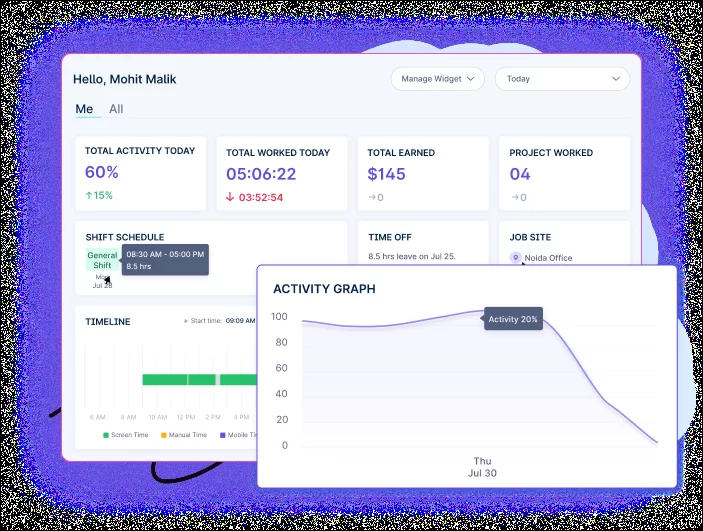 Hello, Mohit Malik
Manage Widget
Today
Me All
TOTAL ACTIVITY TODAY
60%
↑15%
TOTAL WORKED TODAY
05:06:22
↓ 03:52:54
TOTAL EARNED
$145
→0
PROJECT WORKED
04
→0
SHIFT SCHEDULE
General
Shift
08:30 AM - 05:00 PM
8.5 hrs
Jul 28
TIME OFF
8.5 hrs leave on Jul 25.
JOB SITE
Noida Office
TIMELINE
Start time: 09:09 AM
6 AM 8 AM 10 AM 12 PM 2 PM 4 PM
Screen Time Manual Time Mobile
ACTIVITY GRAPH
100
80
60
40
20
0
Activity 20%
Thu
Jul 30